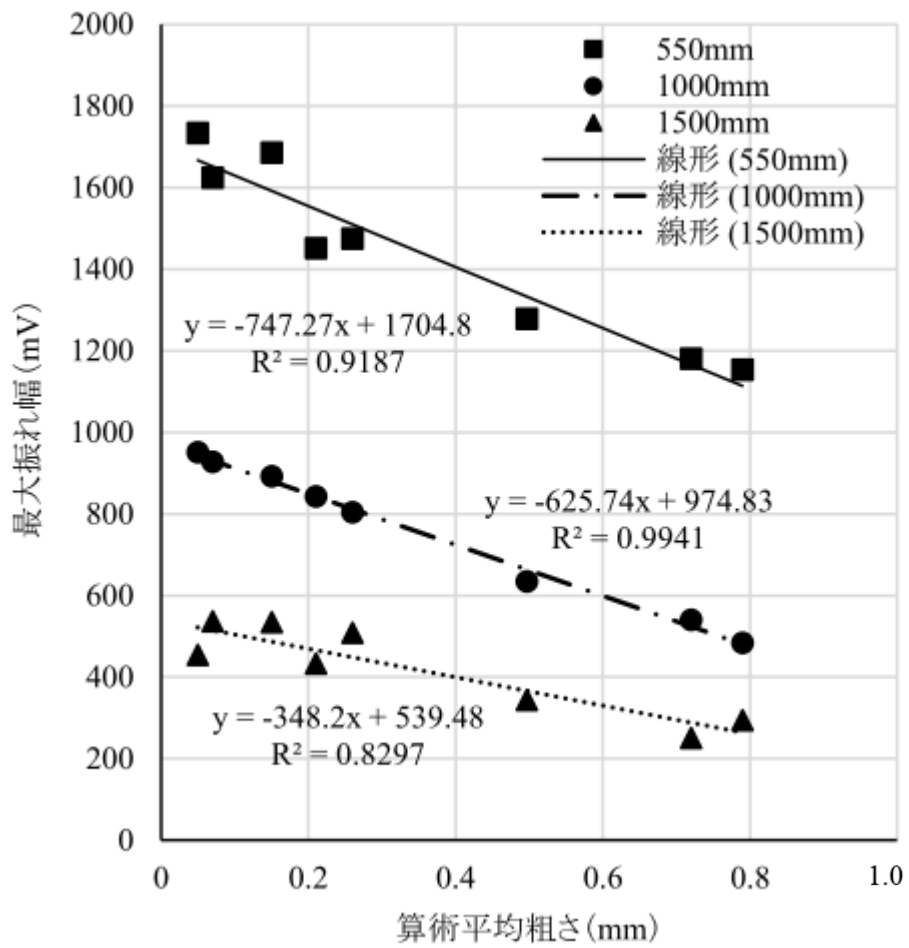 2000
1800
1600
1400
1200
1000
800
600
400
200
0
最大振れ幅(mV)
550mm
1000mm
1500mm
線形 (550mm)
線形 (1000mm)
線形 (1500mm)
y = -747.27x + 1704.8
R² = 0.9187
y = -625.74x + 974.83
R² = 0.9941
y = -348.2x + 539.48
R² = 0.8297
0 0.2 0.4 0.6 0.8 1.0
算術平均粗さ(mm)